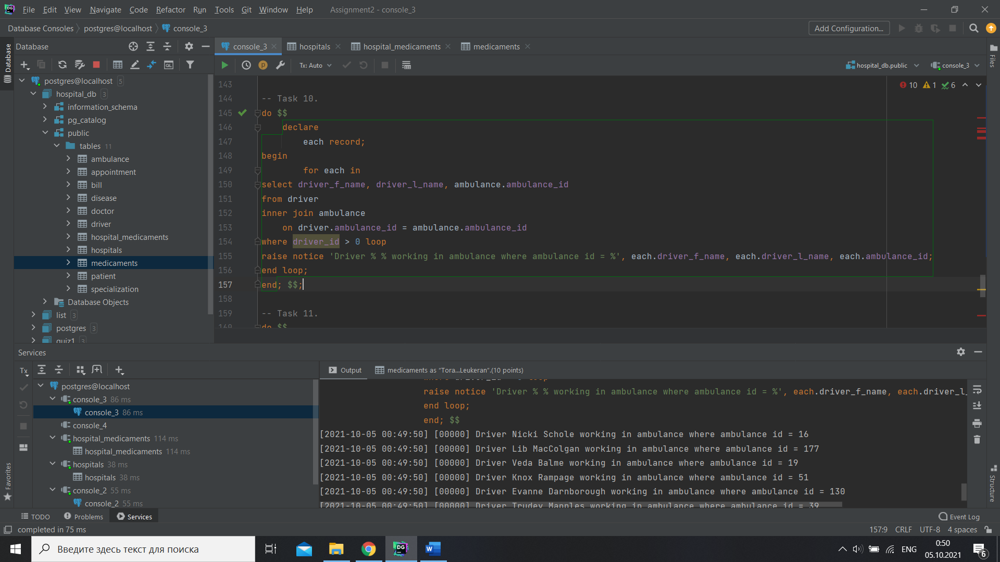 File Edit View Navigate Code Refactor Run Tools Git Window Help Assignment2 - console_3
Database Consoles postgres@localhost console_3 Add Configuration...
Database
console_3 hospitals hospital_medicaments medicaments
Tx: Auto hospital_db.public console_3
10 1 6
postgres@localhost 5
hospital_db 3
information_schema
pg_catalog
public
tables 11
ambulance
appointment
bill
disease
doctor
driver
hospital_medicaments
hospitals
medicaments
patient
specialization
Database Objects
list 3
postgres 3
quiz1 3
143
144 -- Task 10.
145 do $$
146 declare
147 each record;
148 begin
149 for each in
150 select driver_f_name, driver_l_name, ambulance.ambulance_id
151 from driver
152 inner join ambulance
153 on driver.ambulance_id = ambulance.ambulance_id
154 where driver_id > 0 loop
155 raise notice 'Driver % % working in ambulance where ambulance id = %', each.driver_f_name, each.driver_l_name, each.ambulance_id;
156 end loop;
157 end; $$;
158
159 -- Task 11.
160 do $$
Services
Tx
postgres@localhost
console_3 86 ms
console_3 86 ms
console_4
hospital_medicaments 114 ms
hospital_medicaments 114 ms
hospitals 38 ms
hospitals 38 ms
console_2 55 ms
console_2 55 ms
Output medicaments as "Tora...Leukeran".(10 points)
raise notice 'Driver % % working in ambulance where ambulance id = %', each.driver_f_name, each.driver_l_
end loop;
end; $$
[2021-10-05 00:49:50] [00000] Driver Nicki Schole working in ambulance where ambulance id = 16
[2021-10-05 00:49:50] [00000] Driver Lib MacColgan working in ambulance where ambulance id = 177
[2021-10-05 00:49:50] [00000] Driver Veda Balme working in ambulance where ambulance id = 19
[2021-10-05 00:49:50] [00000] Driver Knox Rampage working in ambulance where ambulance id = 51
[2021-10-05 00:49:50] [00000] Driver Evanne Darnborough working in ambulance where ambulance id = 130
[2021-10-05 00:49:50] [00000] Driver Trudey Mapples working in ambulance where ambulance id = 39
Database
Favorites
Files
Structure
TODO Problems Services Event Log
completed in 75 ms 157:9 CRLF UTF-8 4 spaces
Введите здесь текст для поиска
ENG
0:50
05.10.2021
6